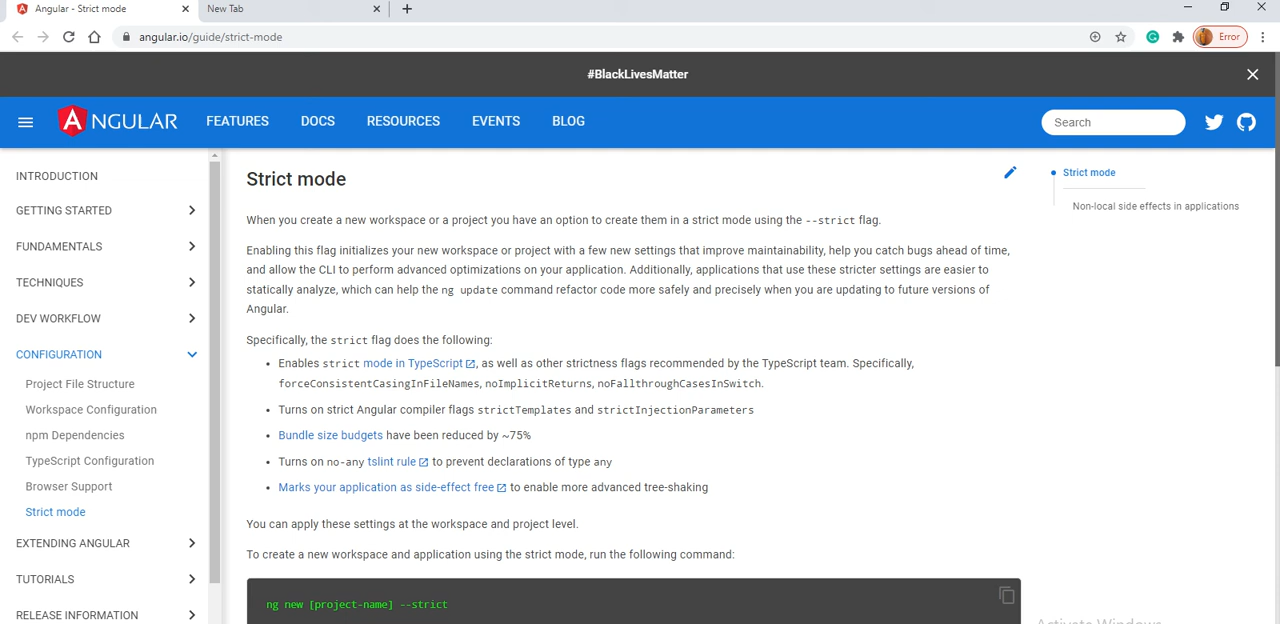 Angular - Strict mode
New Tab
angular.io/guide/strict-mode
Error
#BlackLivesMatter
ANGULAR FEATURES DOCS RESOURCES EVENTS BLOG Search
INTRODUCTION
GETTING STARTED
FUNDAMENTALS
TECHNIQUES
DEV WORKFLOW
CONFIGURATION
Project File Structure
Workspace Configuration
npm Dependencies
TypeScript Configuration
Browser Support
Strict mode
EXTENDING ANGULAR
TUTORIALS
RELEASE INFORMATION
Strict mode
When you create a new workspace or a project you have an option to create them in a strict mode using the --strict flag.
Enabling this flag initializes your new workspace or project with a few new settings that improve maintainability, help you catch bugs ahead of time,
and allow the CLI to perform advanced optimizations on your application. Additionally, applications that use these stricter settings are easier to
statically analyze, which can help the ng update command refactor code more safely and precisely when you are updating to future versions of
Angular.
Specifically, the strict flag does the following:
• Enables strict mode in TypeScript, as well as other strictness flags recommended by the TypeScript team. Specifically,
forceConsistentCasingInFileNames, noImplicitReturns, noFallthroughCasesInSwitch.
• Turns on strict Angular compiler flags strictTemplates and strictInjectionParameters
• Bundle size budgets have been reduced by ~75%
• Turns on no-any tslint rule to prevent declarations of type any
• Marks your application as side-effect free to enable more advanced tree-shaking
You can apply these settings at the workspace and project level.
To create a new workspace and application using the strict mode, run the following command:
ng new [project-name] --strict
Strict mode
Non-local side effects in applications
Activate Windows